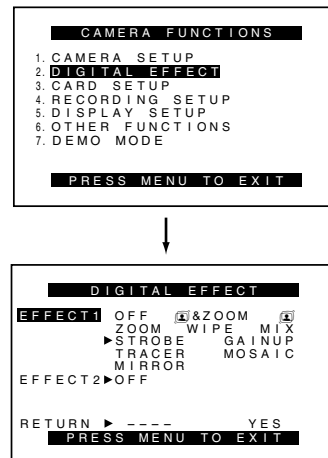 CAMERA FUNCTIONS
1. CAMERA SETUP
2. DIGITAL EFFECT
3. CARD SETUP
4. RECORDING SETUP
5. DISPLAY SETUP
6. OTHER FUNCTIONS
7. DEMO MODE
PRESS MENU TO EXIT
DIGITAL EFFECT
EFFECT1 OFF &ZOOM
ZOOM WIPE MIX
▶STROBE GAINUP
TRACER MOSAIC
MIRROR
EFFECT2▶OFF
RETURN ▶ ---- YES
PRESS MENU TO EXIT